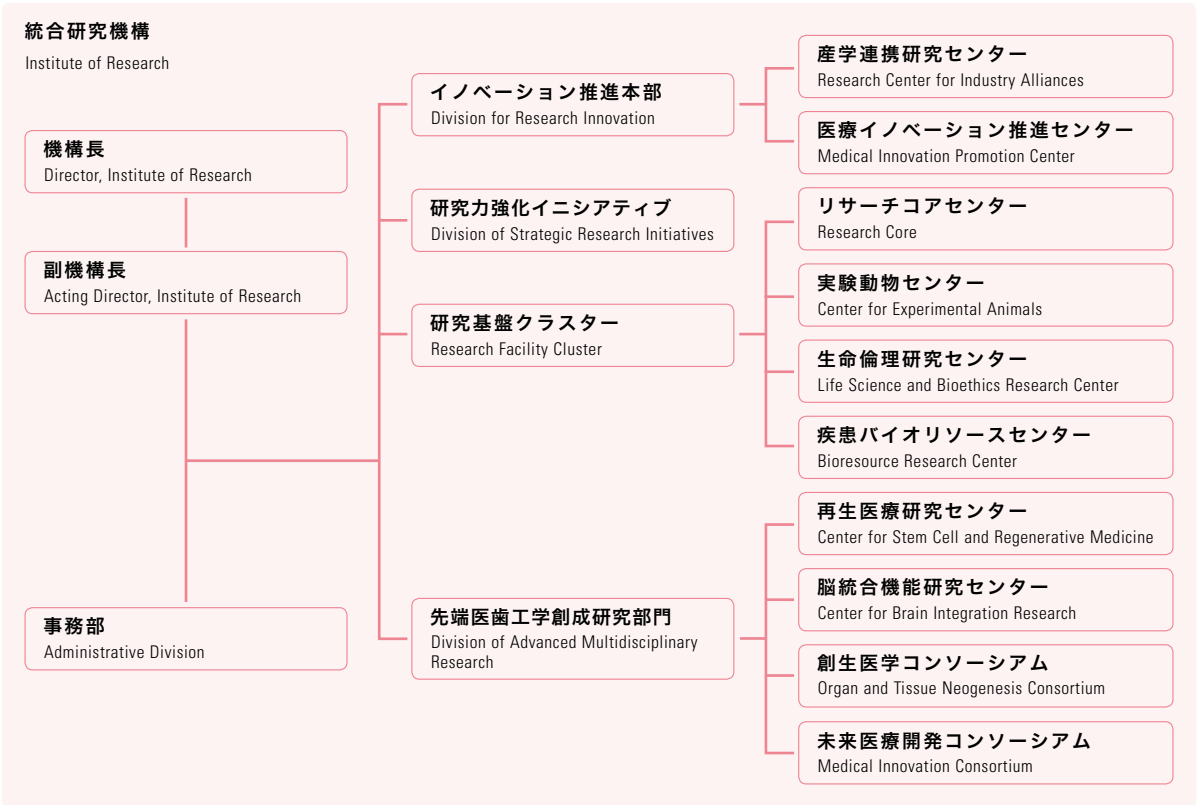 統合研究機構
Institute of Research
機構長
Director, Institute of Research
副機構長
Acting Director, Institute of Research
事務部
Administrative Division
イノベーション推進本部
Division for Research Innovation
研究力強化イニシアティブ
Division of Strategic Research Initiatives
研究基盤クラスター
Research Facility Cluster
先端医歯工学創成研究部門
Division of Advanced Multidisciplinary
Research
産学連携研究センター
Research Center for Industry Alliances
医療イノベーション推進センター
Medical Innovation Promotion Center
リサーチコアセンター
Research Core
実験動物センター
Center for Experimental Animals
生命倫理研究センター
Life Science and Bioethics Research Center
疾患バイオリソースセンター
Bioresource Research Center
再生医療研究センター
Center for Stem Cell and Regenerative Medicine
脳統合機能研究センター
Center for Brain Integration Research
創生医学コンソーシアム
Organ and Tissue Neogenesis Consortium
未来医療開発コンソーシアム
Medical Innovation Consortium